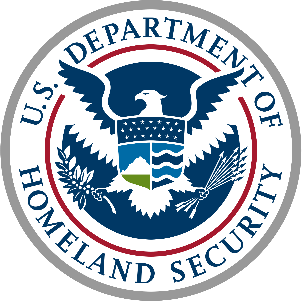 U.S. DEPARTMENT OF
HOMELAND SECURITY